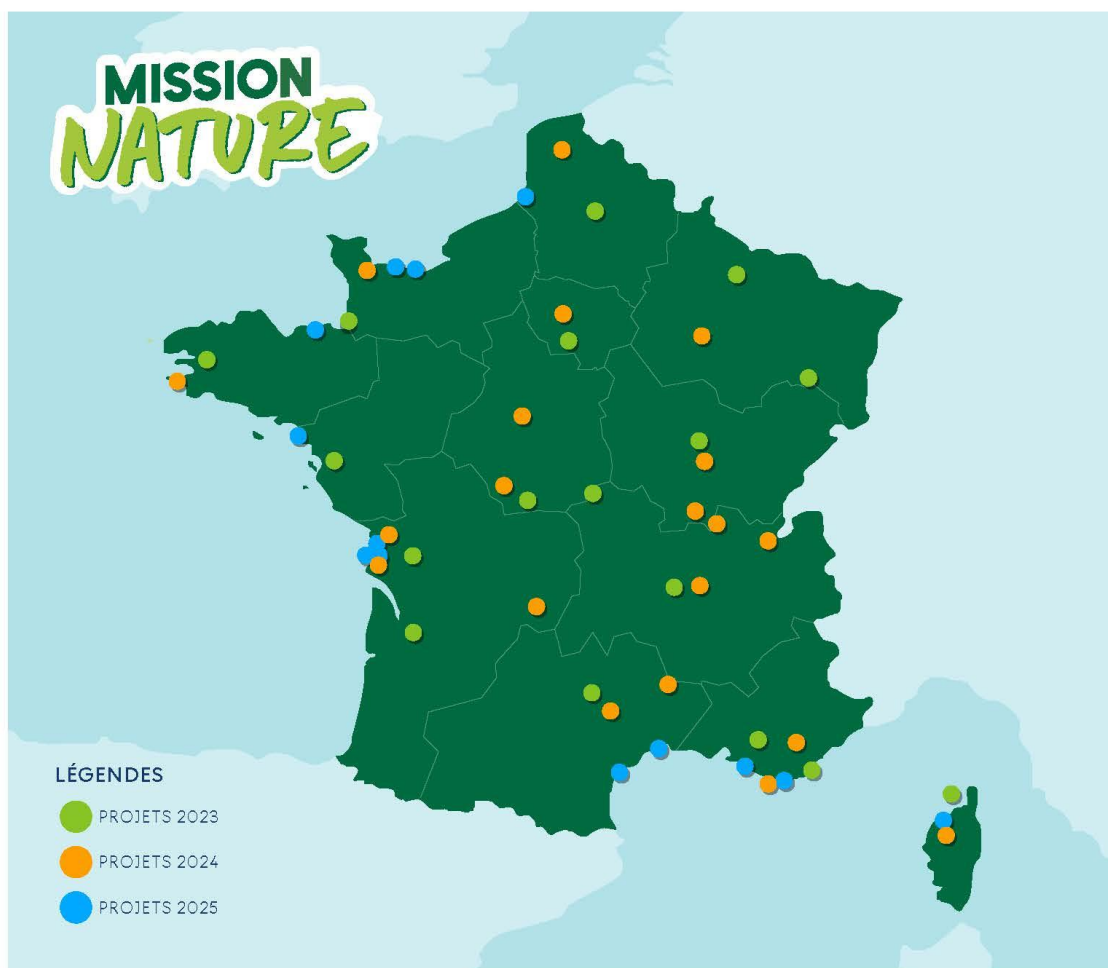 MISSION
NATURE
LÉGENDES
PROJETS 2023
PROJETS 2024
PROJETS 2025